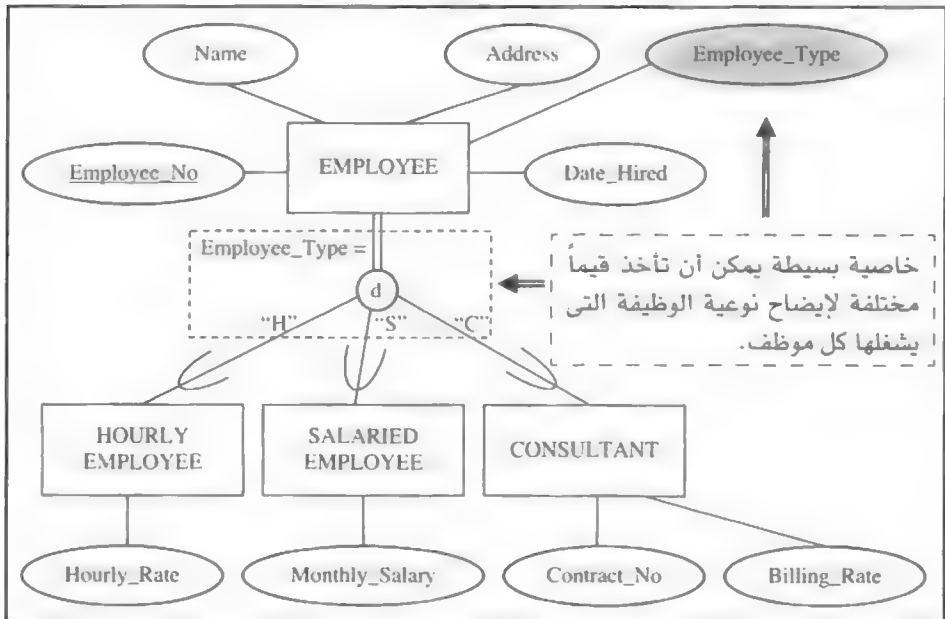 Name
Address
Employee_Type
Employee_No
EMPLOYEE
Date_Hired
Employee_Type =
خاصية بسيطة يمكن أن تأخذ قيماً
مختلفة لإيضاح نوعية الوظيفة التى
يشغلها كل موظف.
d
“H”
“S”
“C”
HOURLY
EMPLOYEE
SALARIED
EMPLOYEE
CONSULTANT
Hourly_Rate
Monthly_Salary
Contract_No
Billing_Rate